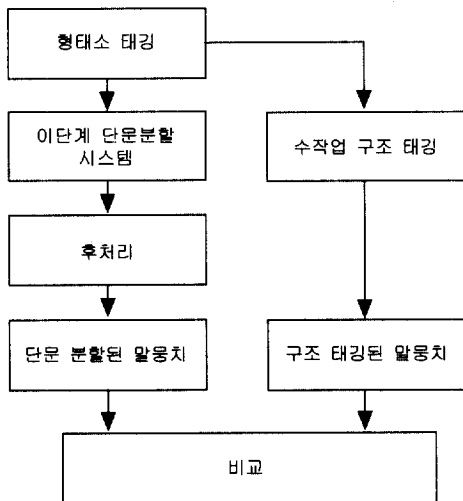 형태소 태깅
이단계 단문분할
시스템
수작업 구조 태깅
후처리
단문 분할된 말뭉치
구조 태깅된 말뭉치
비교